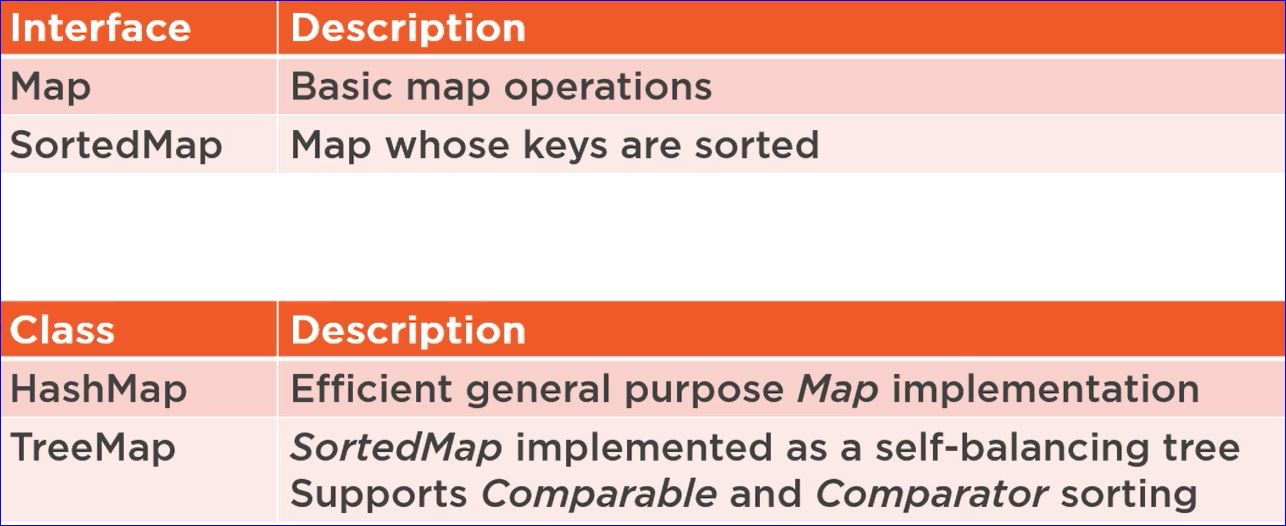 Interface Description
Map Basic map operations
SortedMap Map whose keys are sorted
Class Description
HashMap Efficient general purpose Map implementation
TreeMap SortedMap implemented as a self-balancing tree
Supports Comparable and Comparator sorting